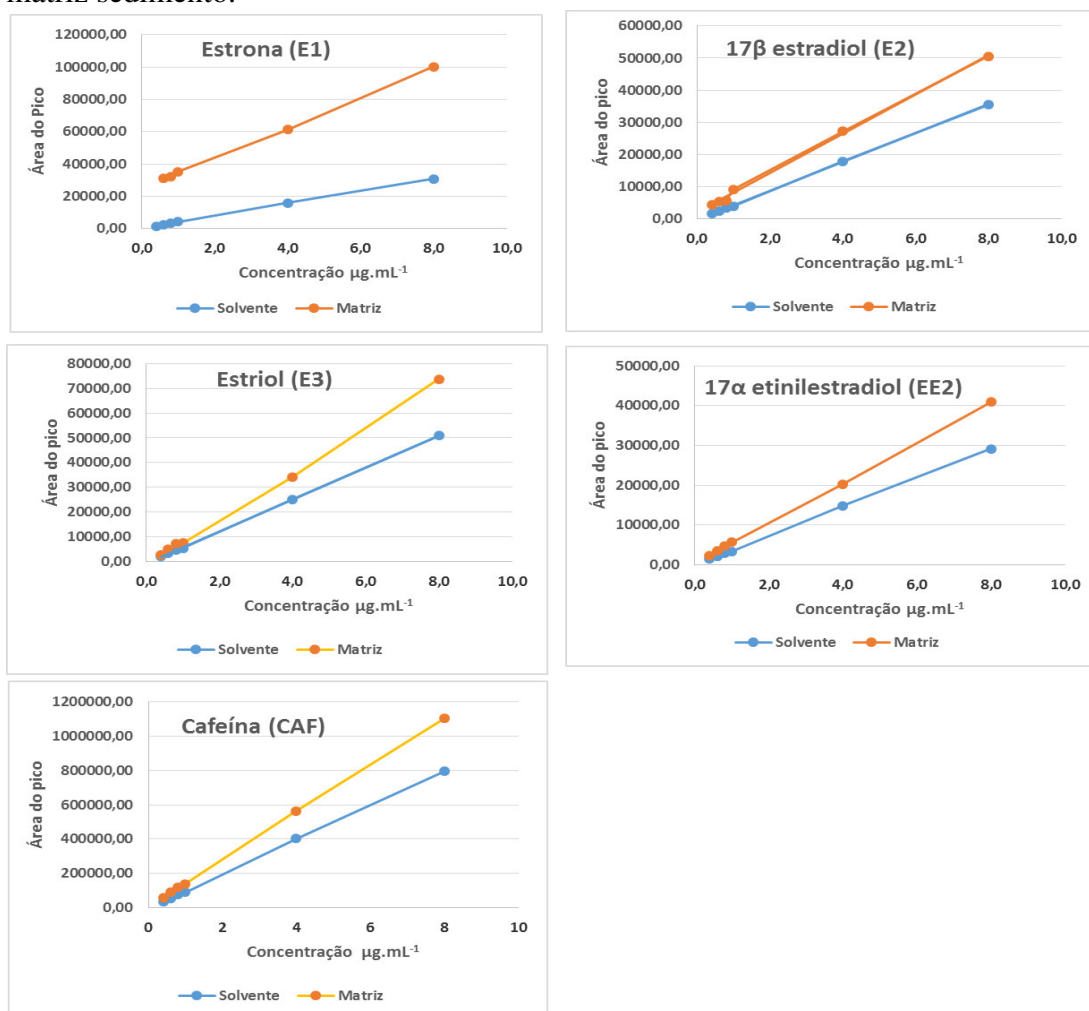 matriz sedimento.
Estrona (E1)
Área do Pico
120000,00
100000,00
80000,00
60000,00
40000,00
20000,00
0,00
0,0 2,0 4,0 6,0 8,0 10,0
Concentração µg.mL⁻¹
Solvente Matriz
17β estradiol (E2)
Área do pico
60000,00
50000,00
40000,00
30000,00
20000,00
10000,00
0,00
0,0 2,0 4,0 6,0 8,0 10,0
Concentração µg.mL⁻¹
Solvente Matriz
Estriol (E3)
Área do pico
80000,00
70000,00
60000,00
50000,00
40000,00
30000,00
20000,00
10000,00
0,00
0,0 2,0 4,0 6,0 8,0 10,0
Concentração µg.mL⁻¹
Solvente Matriz
17α etinilestradiol (EE2)
Área do pico
50000,00
40000,00
30000,00
20000,00
10000,00
0,00
0,0 2,0 4,0 6,0 8,0 10,0
Concentração µg.mL⁻¹
Solvente Matriz
Cafeína (CAF)
Área do pico
1200000,00
1000000,00
800000,00
600000,00
400000,00
200000,00
0,00
0 2 4 6 8 10
Concentração µg.mL⁻¹
Solvente Matriz